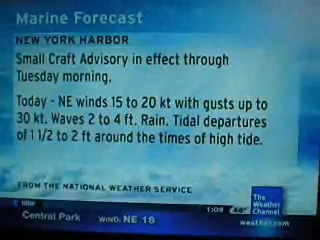 Marine Forecast
NEW YORK HARBOR
Small Craft Advisory in effect through
Tuesday morning.
Today - NE winds 15 to 20 kt with gusts up to
30 kt. Waves 2 to 4 ft. Rain. Tidal departures
of 1 1/2 to 2 ft around the times of high tide.
FROM THE NATIONAL WEATHER SERVICE
NOW
The
Weather
Channel
1:09 46°
Central Park WIND: NE 18
weather.com